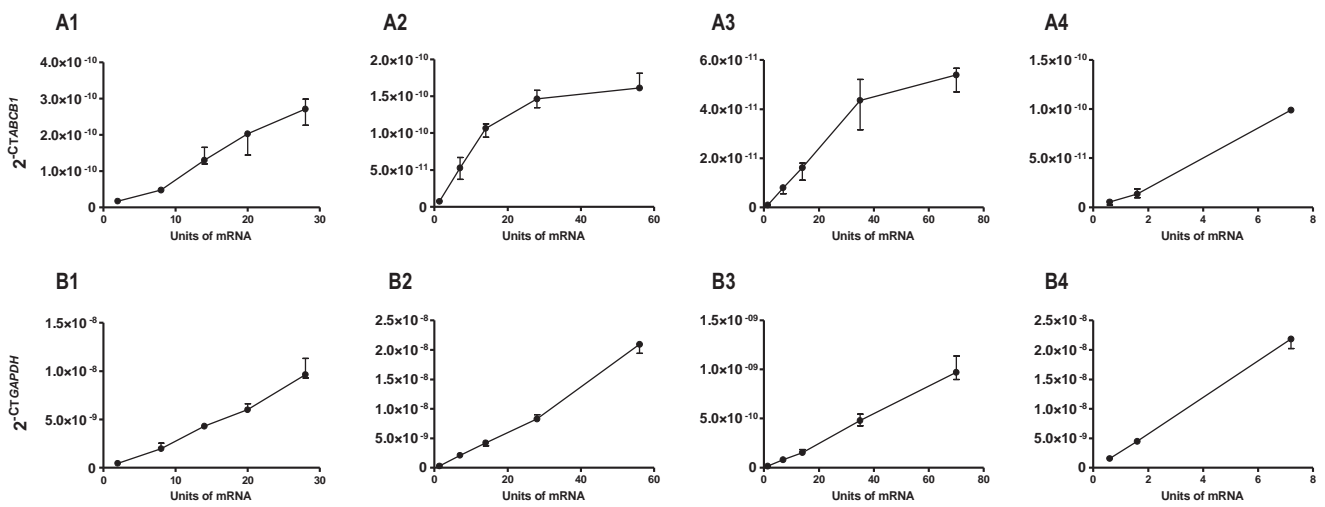 A1
A2
A3
A4
2^-CT ABCB1
4.0×10^-10
3.0×10^-10
2.0×10^-10
1.0×10^-10
0
0 10 20 30
Units of mRNA
2.0×10^-10
1.5×10^-10
1.0×10^-10
5.0×10^-11
0
0 20 40 60
Units of mRNA
6.0×10^-11
4.0×10^-11
2.0×10^-11
0
0 20 40 60 80
Units of mRNA
1.5×10^-10
1.0×10^-10
5.0×10^-11
0
0 2 4 6 8
Units of mRNA
B1
B2
B3
B4
2^-CT GAPDH
1.5×10^-8
1.0×10^-8
5.0×10^-9
0
0 10 20 30
Units of mRNA
2.5×10^-8
2.0×10^-8
1.5×10^-8
1.0×10^-8
5.0×10^-9
0
0 20 40 60
Units of mRNA
1.5×10^-09
1.0×10^-09
5.0×10^-10
0
0 20 40 60 80
Units of mRNA
2.5×10^-8
2.0×10^-8
1.5×10^-8
1.0×10^-8
5.0×10^-9
0
0 2 4 6 8
Units of mRNA